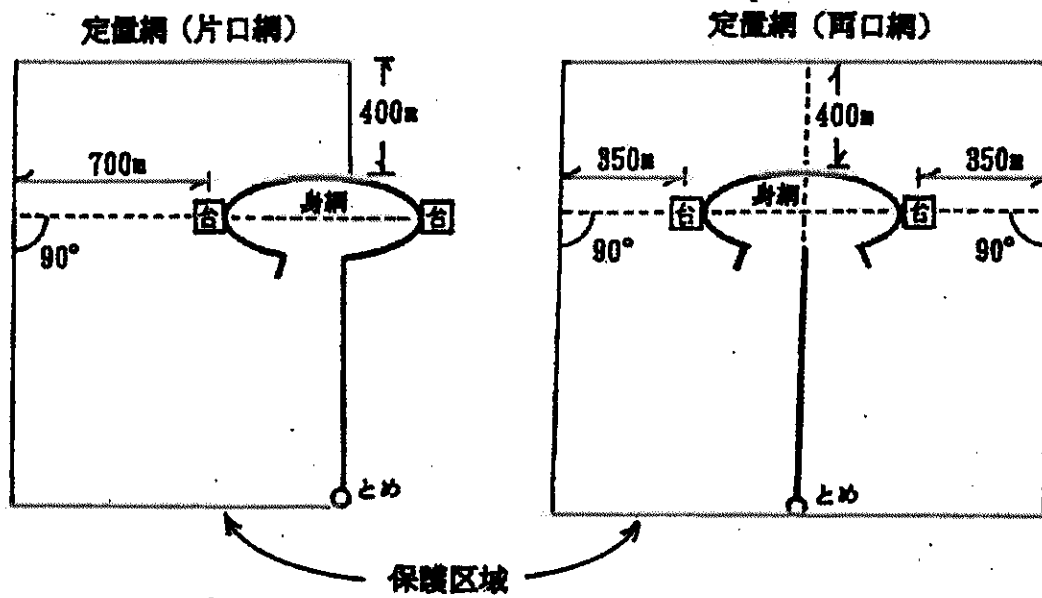 定置網（片口網）
400m
700m
台
身網
台
90°
とめ
定置網（両口網）
400m
350m
350m
台
身網
台
90°
90°
とめ
保護区域